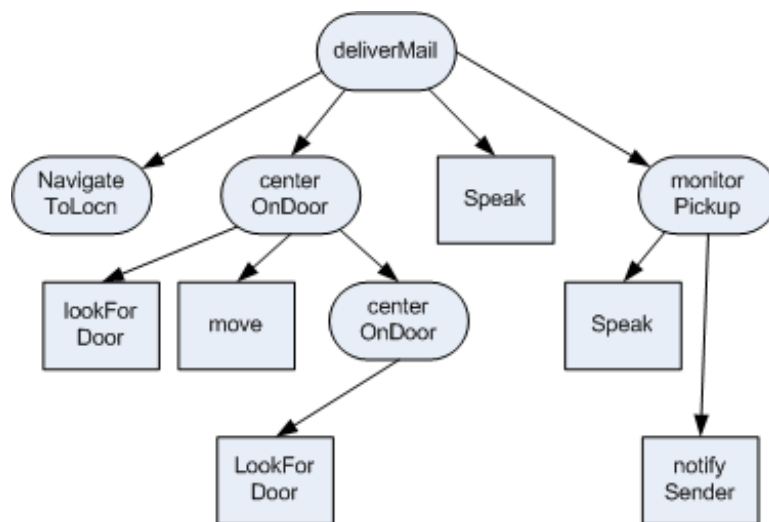 deliverMail
Navigate
ToLocn
center
OnDoor
Speak
monitor
Pickup
lookFor
Door
move
center
OnDoor
Speak
LookFor
Door
notify
Sender